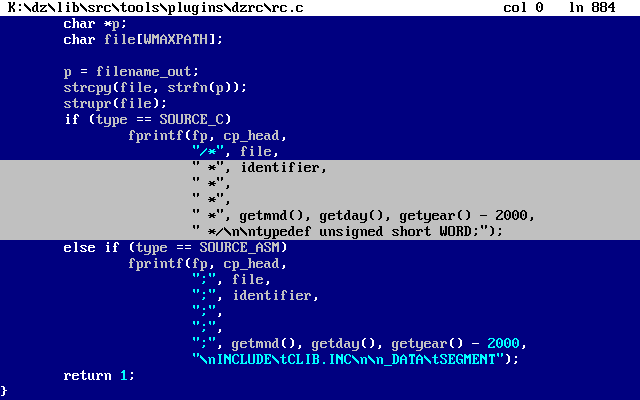 K:\dz\lib\src\tools\plugins\dzrc\rc.c col 0 ln 884
char *p;
char file[WMAXPATH];
p = filename_out;
strcpy(file, strfn(p));
strupr(file);
if (type == SOURCE_C)
fprintf(fp, cp_head,
"/*", file,
" *", identifier,
" *",
" *",
" *", getmnd(), getday(), getyear() - 2000,
" */\n\ntypedef unsigned short WORD;");
else if (type == SOURCE_ASM)
fprintf(fp, cp_head,
";", file,
";", identifier,
";",
";",
";", getmnd(), getday(), getyear() - 2000,
"\nINCLUDE\tCLIB.INC\n\n_DATA\tSEGMENT");
return 1;
}